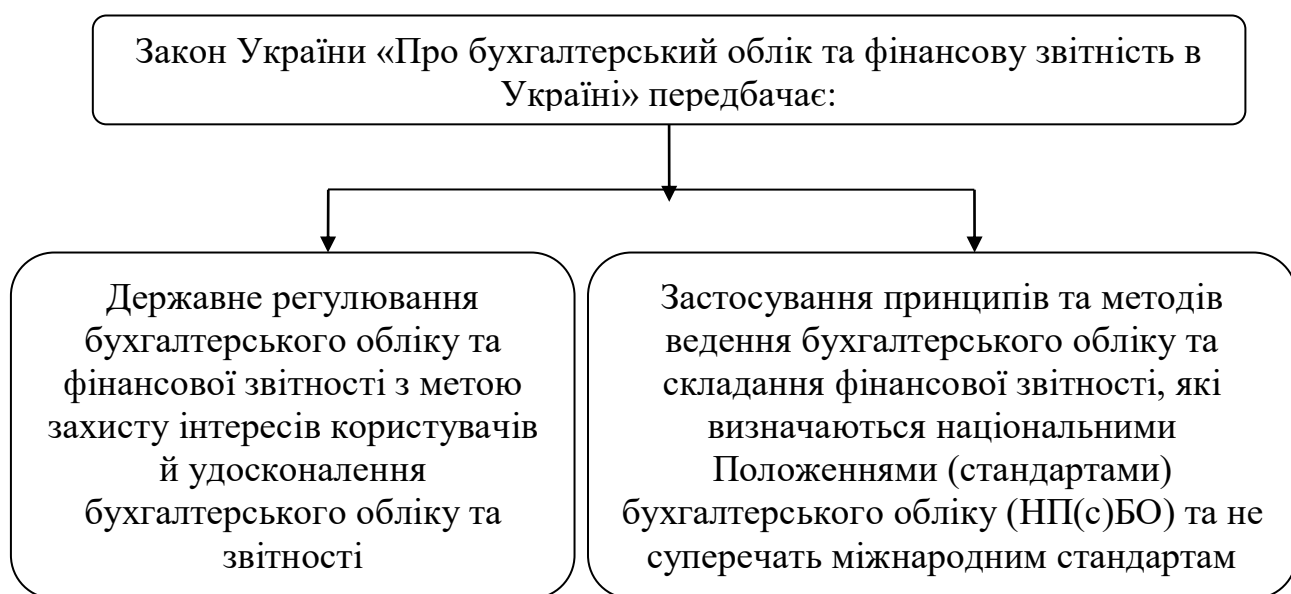 Закон України «Про бухгалтерський облік та фінансову звітність в
Україні» передбачає:
Державне регулювання
бухгалтерського обліку та
фінансової звітності з метою
захисту інтересів користувачів
й удосконалення
бухгалтерського обліку та
звітності
Застосування принципів та методів
ведення бухгалтерського обліку та
складання фінансової звітності, які
визначаються національними
Положеннями (стандартами)
бухгалтерського обліку (НП(с)БО) та не
суперечать міжнародним стандартам